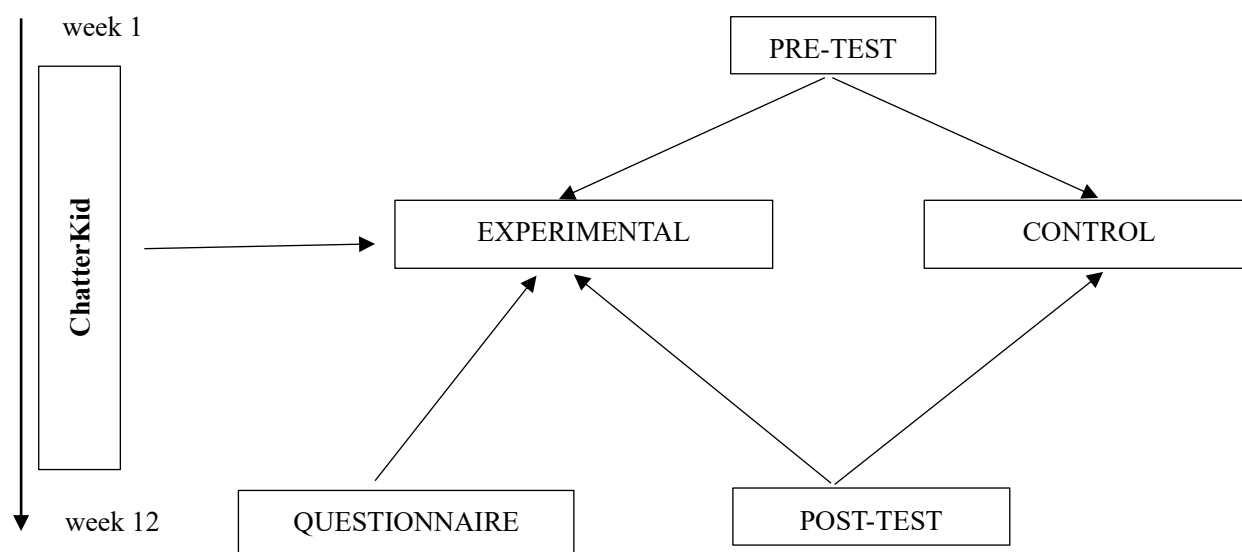 week 1
PRE-TEST
ChatterKid
EXPERIMENTAL
CONTROL
week 12
QUESTIONNAIRE
POST-TEST